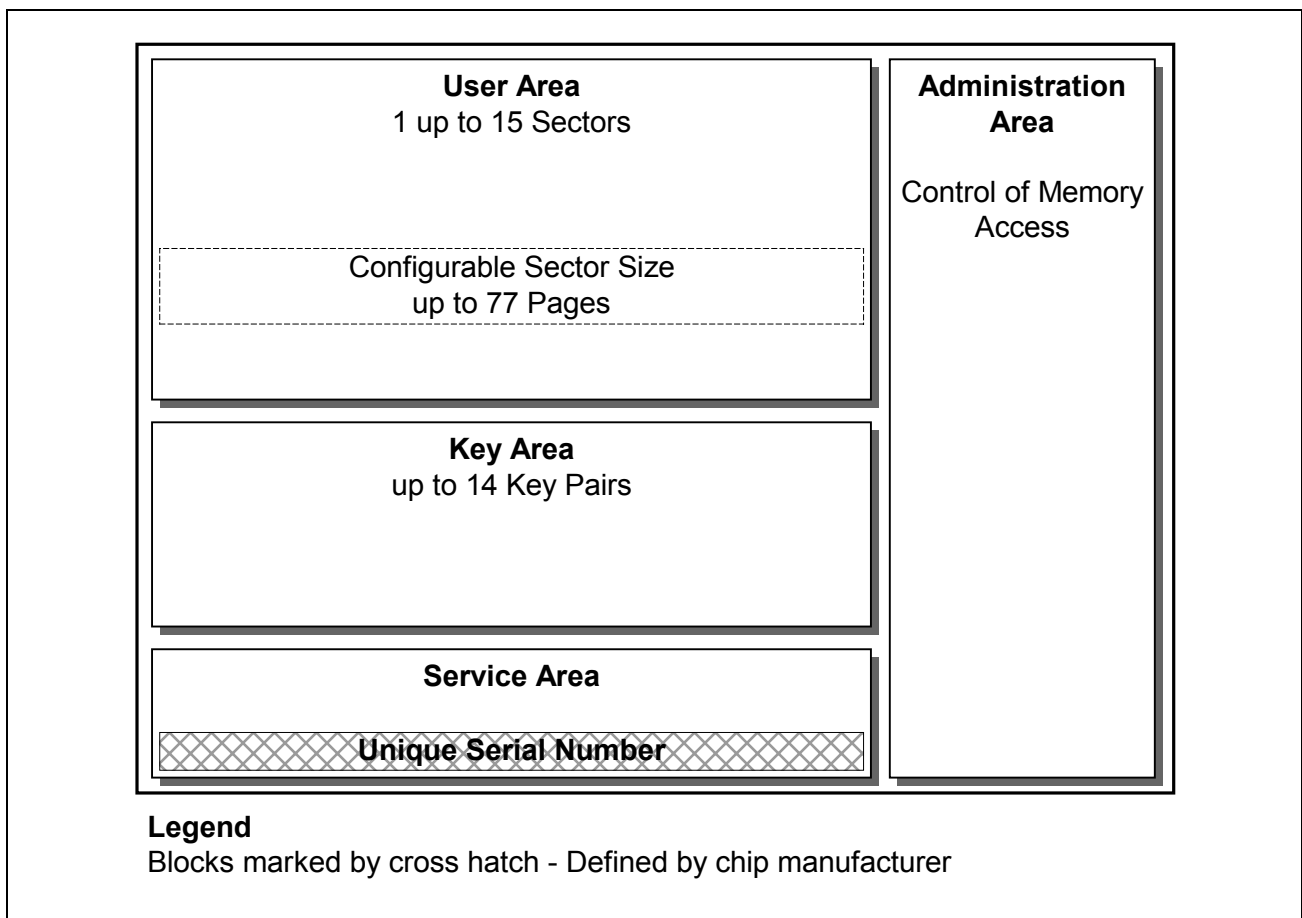 User Area
1 up to 15 Sectors
Configurable Sector Size
up to 77 Pages
Key Area
up to 14 Key Pairs
Service Area
Unique Serial Number
Administration
Area
Control of Memory
Access
Legend
Blocks marked by cross hatch - Defined by chip manufacturer